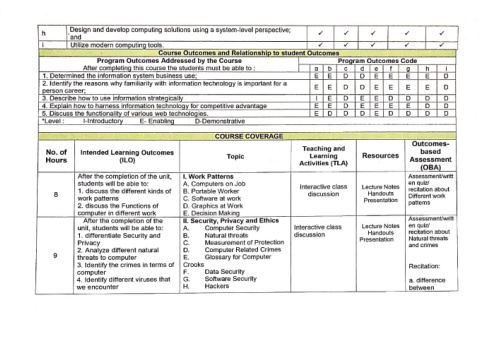 h Design and develop computing solutions using a system-level perspective; and ✓ ✓ ✓ ✓ ✓
i Utilize modern computing tools. ✓ ✓ ✓ ✓ ✓
Course Outcomes and Relationship to student Outcomes
Program Outcomes Addressed by the Course
After completing this course the students must be able to :
Program Outcomes Code
a b c d e f g h i
1. Determined the information system business use; E E D D E E E E D
2. Identify the reasons why familiarity with information technology is important for a person career; E E D D E E E D D
3. Describe how to use information strategically I E D E E D D D D
4. Explain how to harness information technology for competitive advantage E E D E E E E D D
5. Discuss the functionality of various web technologies. E D D D E E D D D
*Level : I-Introductory E- Enabling D-Demonstrative
COURSE COVERAGE
No. of Hours
Intended Learning Outcomes (ILO)
Topic
Teaching and Learning Activities (TLA)
Resources
Outcomes-based Assessment (OBA)
8
After the completion of the unit, students will be able to:
1. discuss the different kinds of work patterns
2. discuss the Functions of computer in different work
I. Work Patterns
A. Computers on Job
B. Portable Worker
C. Software at work
D. Graphics at Work
E. Decision Making
Interactive class discussion
Lecture Notes
Handouts
Presentation
Assessment/written quiz/ recitation about Different work patterns
9
After the completion of the unit, students will be able to:
1. differentiate Security and Privacy
2. Analyze different natural threats to computer
3. Identify the crimes in terms of computer
4. Identify different viruses that we encounter
II. Security, Privacy and Ethics
A. Computer Security
B. Natural threats
C. Measurement of Protection
D. Computer Related Crimes
E. Glossary for Computer Crooks
F. Data Security
G. Software Security
H. Hackers
Interactive class discussion
Lecture Notes
Handouts
Presentation
Assessment/written quiz/ recitation about Natural threats and crimes
Recitation:
a. difference between